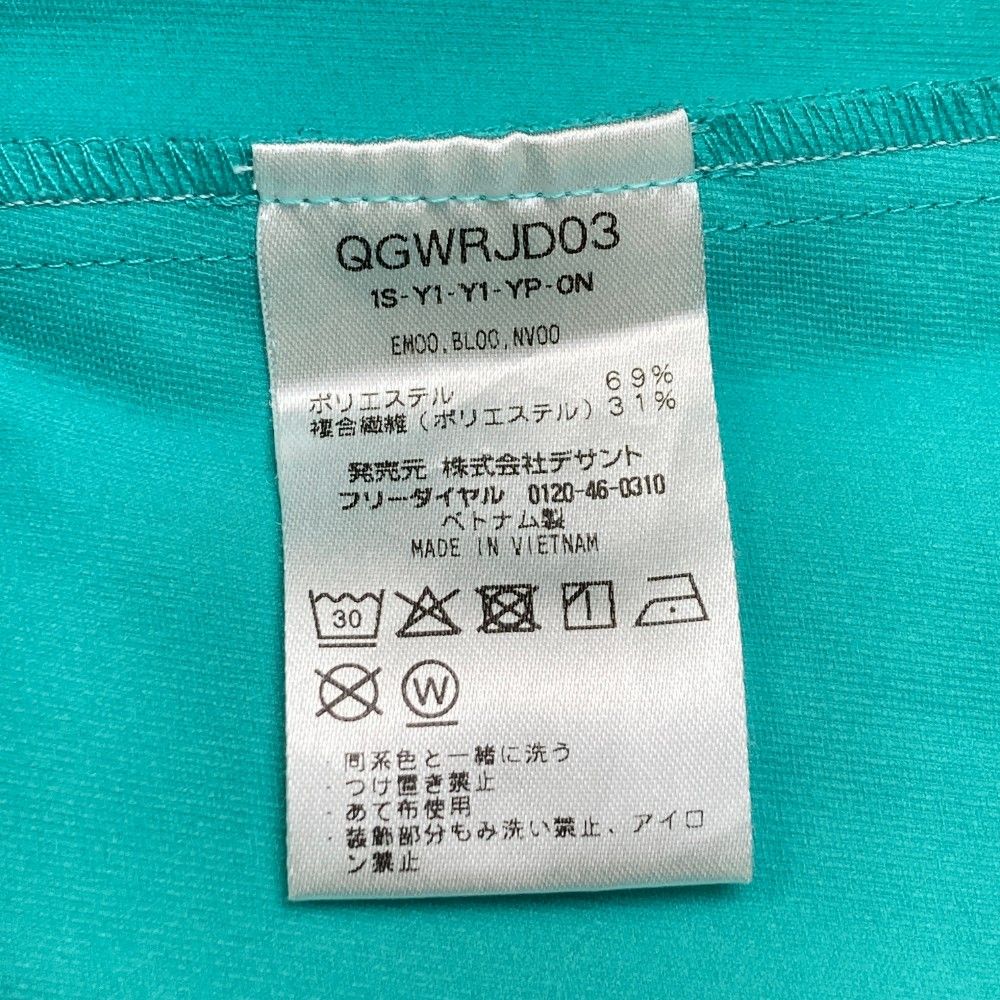 QGWRJD03
1S-Y1-Y1-YP-0N
EM00,BL00,NV00
ポリエステル 69%
複合繊維(ポリエステル) 31%
発売元 株式会社デサント
フリーダイヤル 0120-46-0310
ベトナム製
MADE IN VIETNAM
30
W
・同系色と一緒に洗う
・つけ置き禁止
・あて布使用
・装飾部分もみ洗い禁止、アイロ
ン禁止